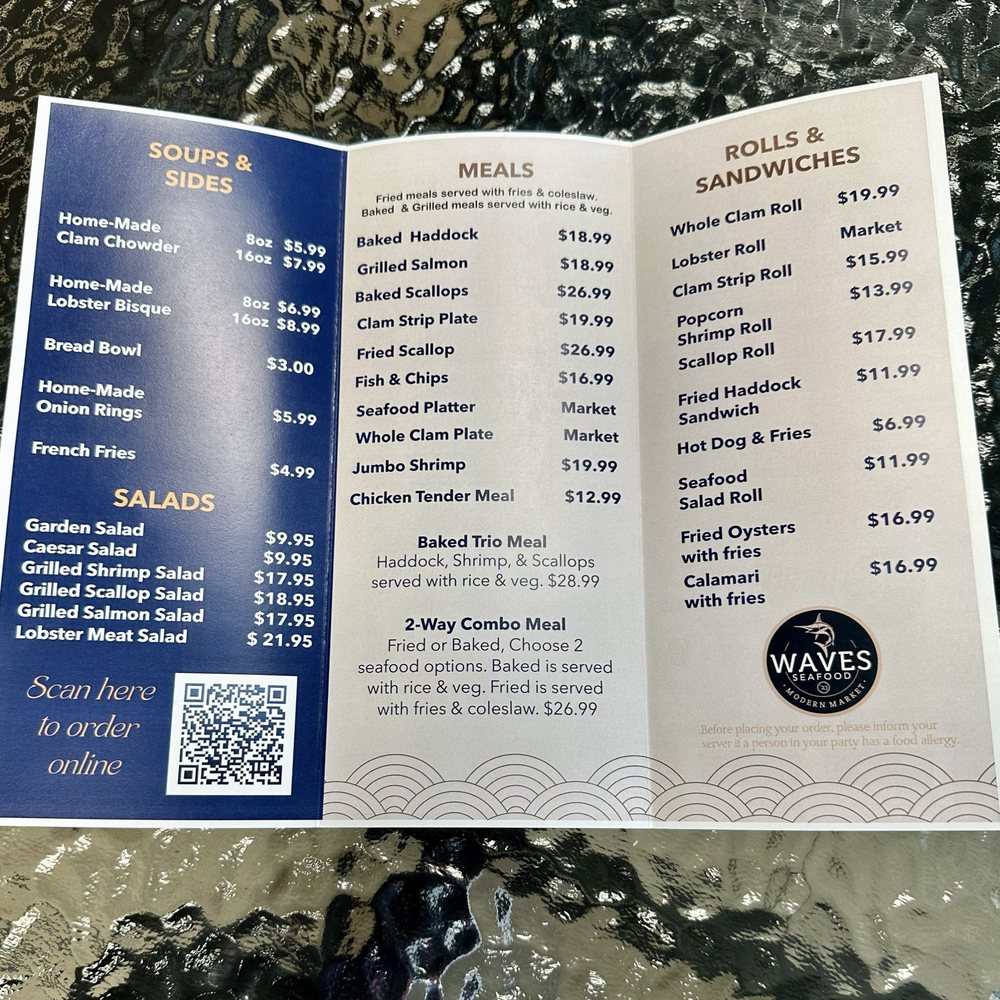 SOUPS &
SIDES
Home-Made
Clam Chowder
8oz $5.99
16oz $7.99
Home-Made
Lobster Bisque
8oz $6.99
16oz $8.99
Bread Bowl $3.00
Home-Made
Onion Rings $5.99
French Fries $4.99
SALADS
Garden Salad $9.95
Caesar Salad $9.95
Grilled Shrimp Salad $17.95
Grilled Scallop Salad $18.95
Grilled Salmon Salad $17.95
Lobster Meat Salad $ 21.95
Scan here
to order
online
MEALS
Fried meals served with fries & coleslaw.
Baked & Grilled meals served with rice & veg.
Baked Haddock $18.99
Grilled Salmon $18.99
Baked Scallops $26.99
Clam Strip Plate $19.99
Fried Scallop $26.99
Fish & Chips $16.99
Seafood Platter Market
Whole Clam Plate Market
Jumbo Shrimp $19.99
Chicken Tender Meal $12.99
Baked Trio Meal
Haddock, Shrimp, & Scallops
served with rice & veg. $28.99
2-Way Combo Meal
Fried or Baked, Choose 2
seafood options. Baked is served
with rice & veg. Fried is served
with fries & coleslaw. $26.99
ROLLS &
SANDWICHES
Whole Clam Roll $19.99
Lobster Roll Market
Clam Strip Roll $15.99
Popcorn
Shrimp Roll $13.99
Scallop Roll $17.99
Fried Haddock
Sandwich $11.99
Hot Dog & Fries $6.99
Seafood
Salad Roll $11.99
Fried Oysters
with fries $16.99
Calamari
with fries $16.99
WAVES
SEAFOOD
MODERN MARKET
Before placing your order, please inform your
server if a person in your party has a food allergy.